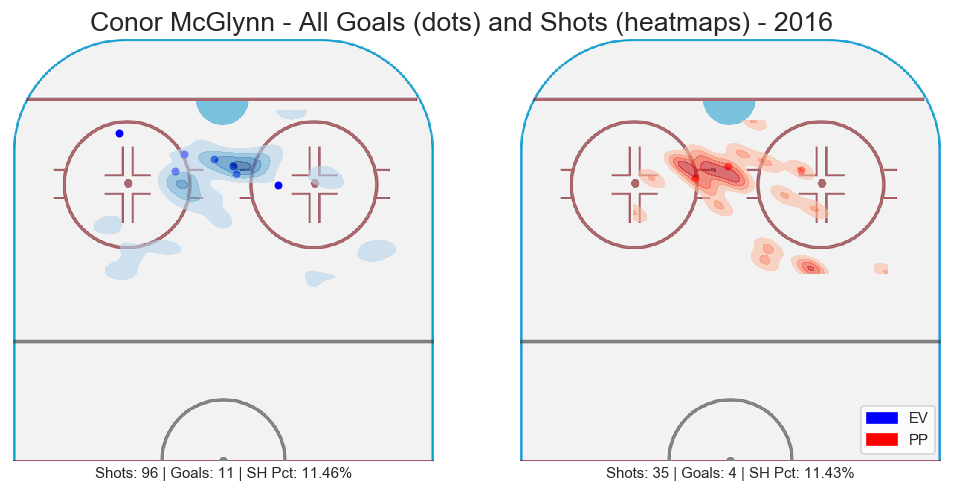 Conor McGlynn - All Goals (dots) and Shots (heatmaps) - 2016
EV
PP
Shots: 96 | Goals: 11 | SH Pct: 11.46%
Shots: 35 | Goals: 4 | SH Pct: 11.43%